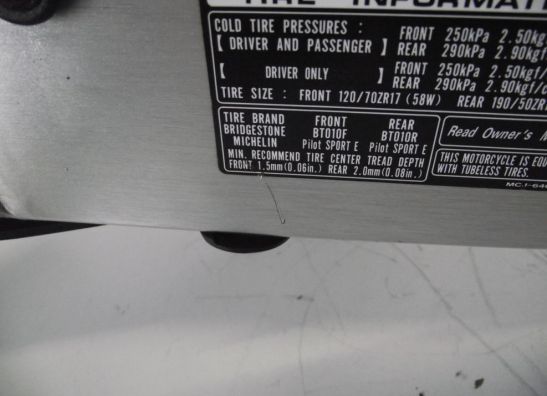 TIRE INFORMAT
COLD TIRE PRESSURES : FRONT 250kPa 2.50kg
[ DRIVER AND PASSENGER ] REAR 290kPa 2.90kgf/
[ DRIVER ONLY ] FRONT 250kPa 2.50kgf/
REAR 290kPa 2.90kgf/c
TIRE SIZE : FRONT 120/70ZR17 (58W) REAR 190/50ZR
TIRE BRAND FRONT REAR
BRIDGESTONE BT010F BT010R
MICHELIN Pilot SPORT E Pilot SPORT E
MIN. RECOMMEND TIRE CENTER TREAD DEPTH
FRONT 1.5mm(0.06in.) REAR 2.0mm(0.08in.)
Read Owner's M
THIS MOTORCYCLE IS EQU
WITH TUBELESS TIRES.